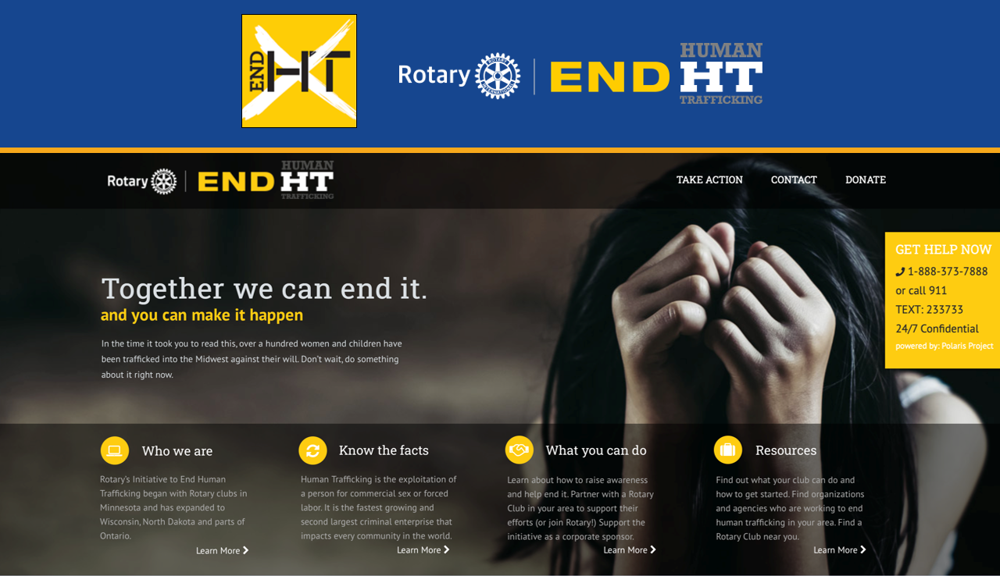 END HT
Rotary
ROTARY
INTERNATIONAL
END HUMAN
HT
TRAFFICKING
Rotary END HUMAN
HT
TRAFFICKING
TAKE ACTION CONTACT DONATE
GET HELP NOW
1-888-373-7888
or call 911
TEXT: 233733
24/7 Confidential
powered by: Polaris Project
Together we can end it.
and you can make it happen
In the time it took you to read this, over a hundred women and children have
been trafficked into the Midwest against their will. Don't wait, do something
about it right now.
Who we are
Rotary's Initiative to End Human
Trafficking began with Rotary clubs in
Minnesota and has expanded to
Wisconsin, North Dakota and parts of
Ontario.
Learn More
Know the facts
Human Trafficking is the exploitation of
a person for commercial sex or forced
labor. It is the fastest growing and
second largest criminal enterprise that
impacts every community in the world.
Learn More
What you can do
Learn about how to raise awareness
and help end it. Partner with a Rotary
Club in your area to support their
efforts (or join Rotary!) Support the
initiative as a corporate sponsor.
Learn More
Resources
Find out what your club can do and
how to get started. Find organizations
and agencies who are working to end
human trafficking in your area. Find a
Rotary Club near you.
Learn More